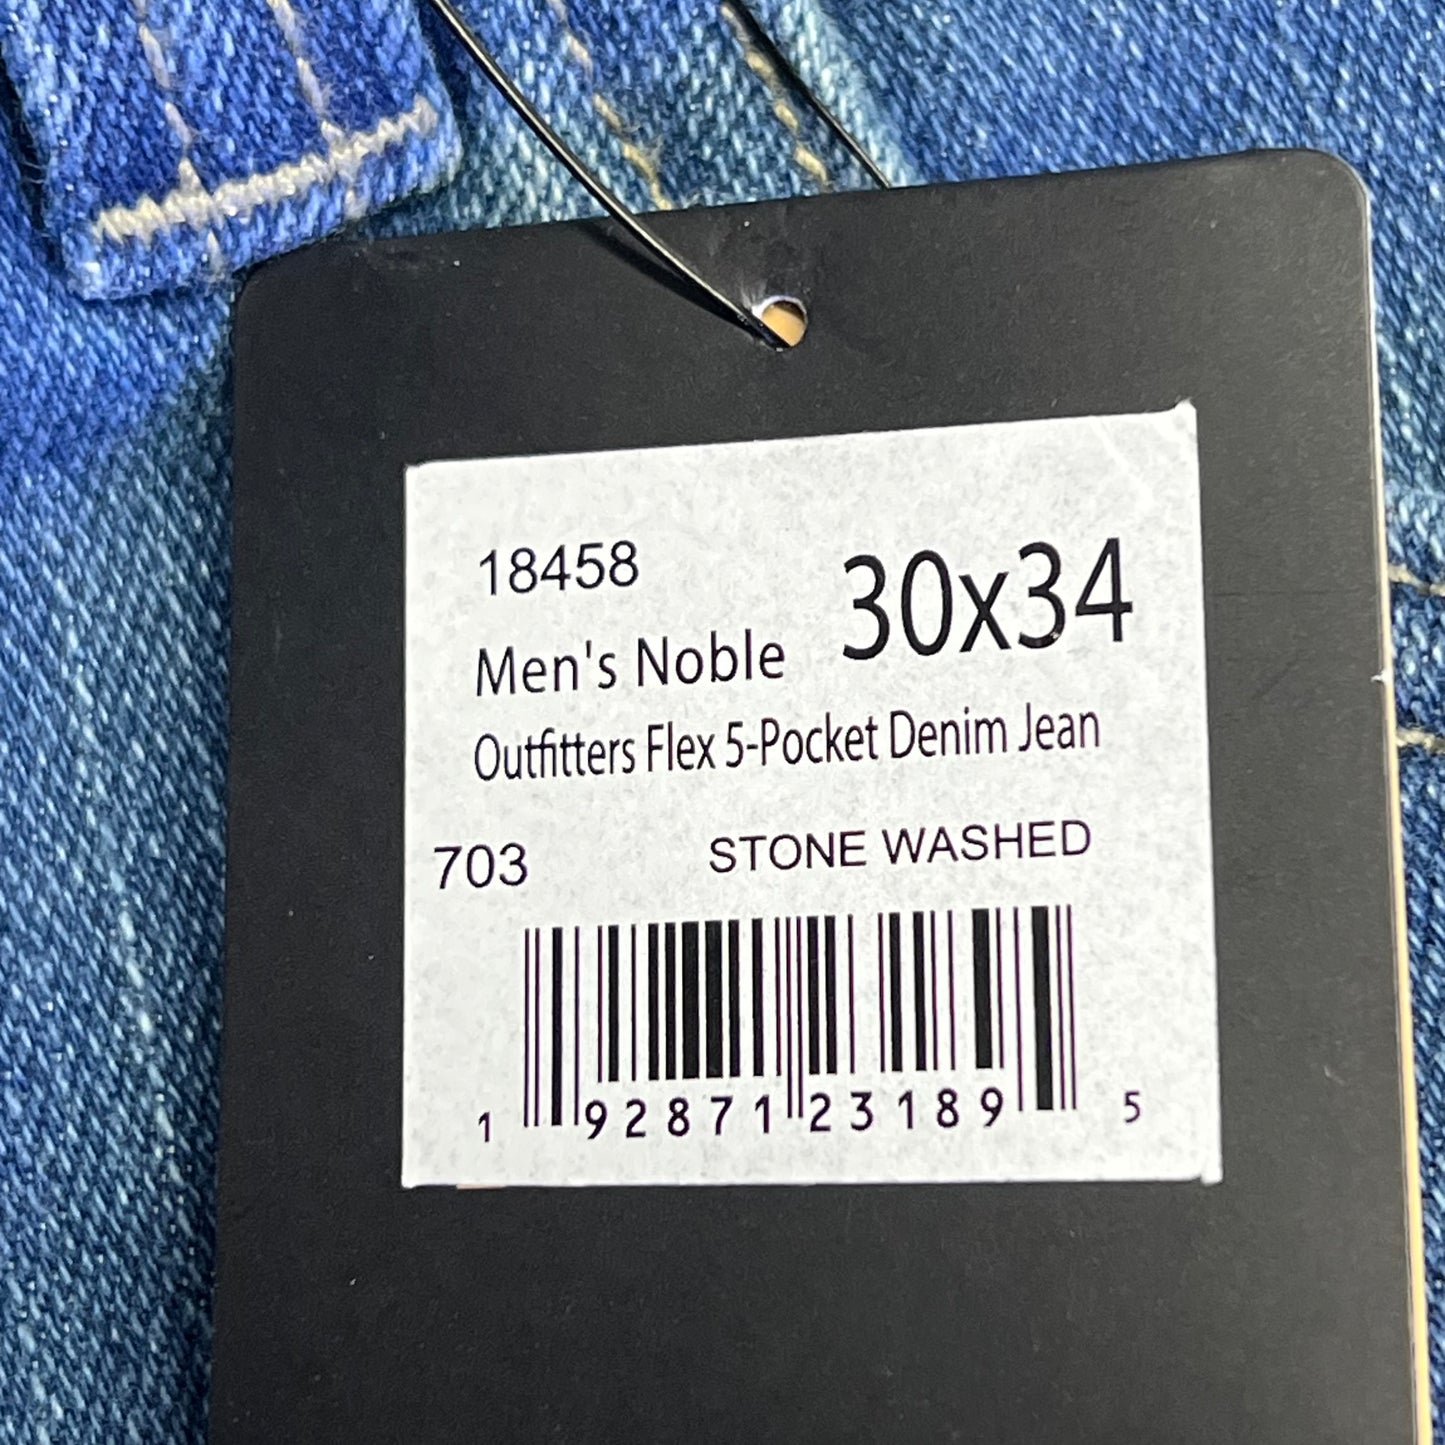 18458
30x34
Men's Noble
Outfitters Flex 5-Pocket Denim Jean
703 STONE WASHED
1 92871 23189 5